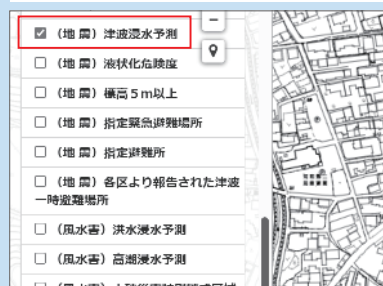 （地 震）津波浸水予測
（地 震）液状化危険度
（地 震）標高５ｍ以上
（地 震）指定緊急避難場所
（地 震）指定避難所
（地 震）各区より報告された津波
一時避難場所
（風水害）洪水浸水予測
（風水害）高潮浸水予測